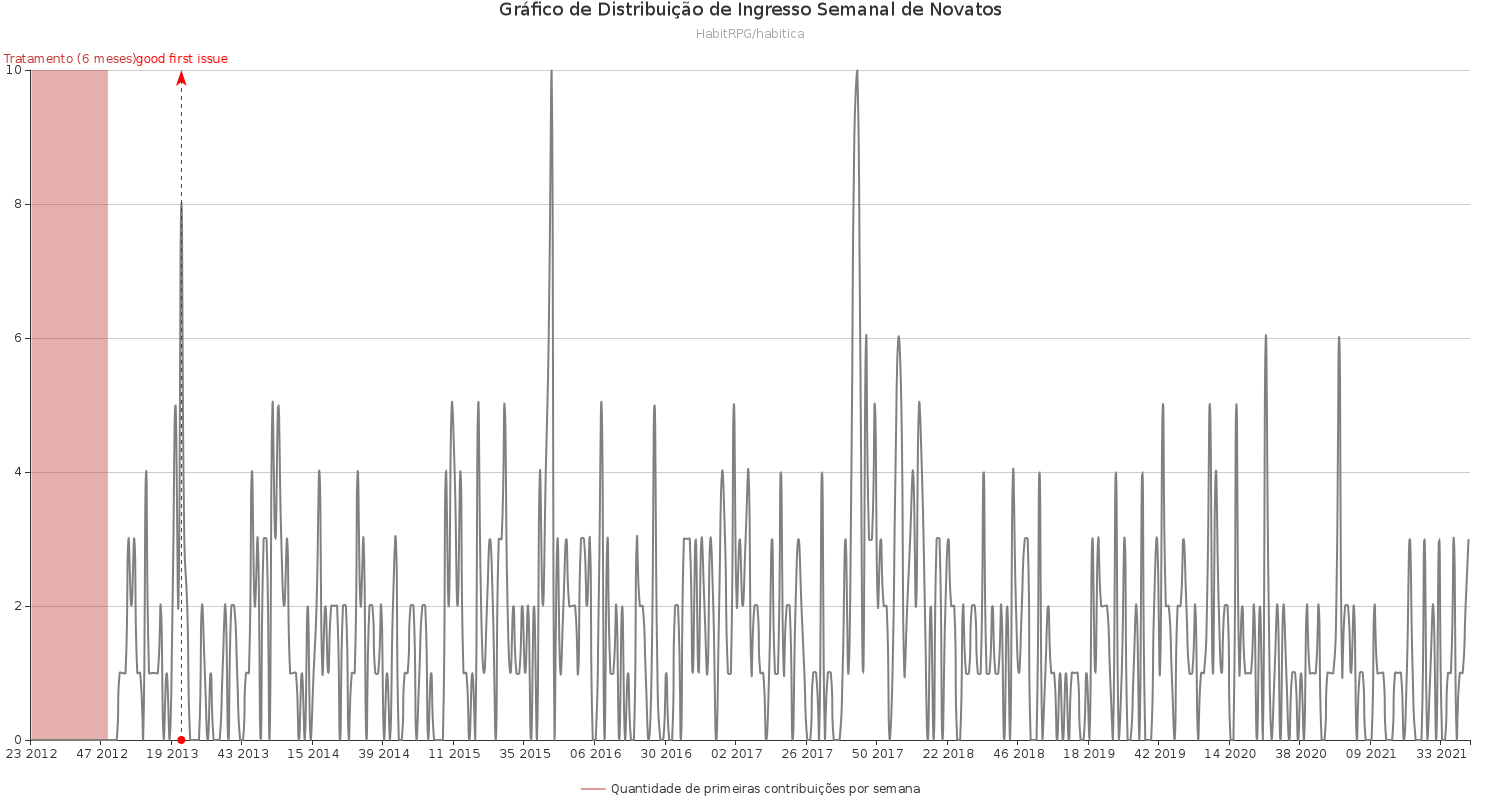 Gráfico de Distribuição de Ingresso Semanal de Novatos
HabitRPG/habitica
Tratamento (6 meses)good first issue
10
8
6
4
2
0
23 2012 47 2012 19 2013 43 2013 15 2014 39 2014 11 2015 35 2015 06 2016 30 2016 02 2017 26 2017 50 2017 22 2018 46 2018 18 2019 42 2019 14 2020 38 2020 09 2021 33 2021
Quantidade de primeiras contribuições por semana